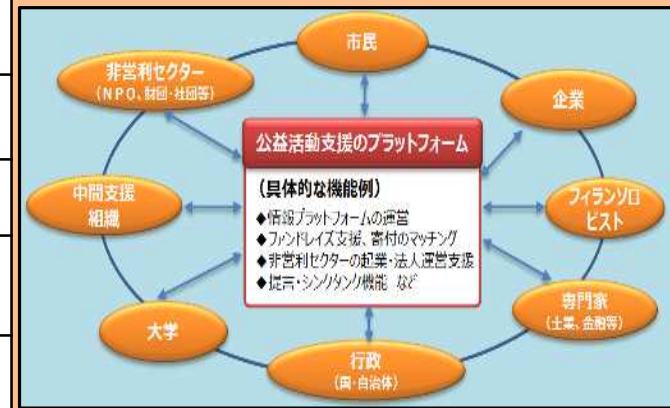 市民
非営利セクター
(NPO、財団・社団等)
企業
公益活動支援のプラットフォーム
(具体的な機能例)
◆情報プラットフォームの運営
◆ファンドレイズ支援、寄付のマッチング
◆非営利セクターの起業・法人運営支援
◆提言・シンクタンク機能 など
中間支援
組織
フィランソロ
ピスト
専門家
(士業、金融等)
大学
行政
(国・自治体)